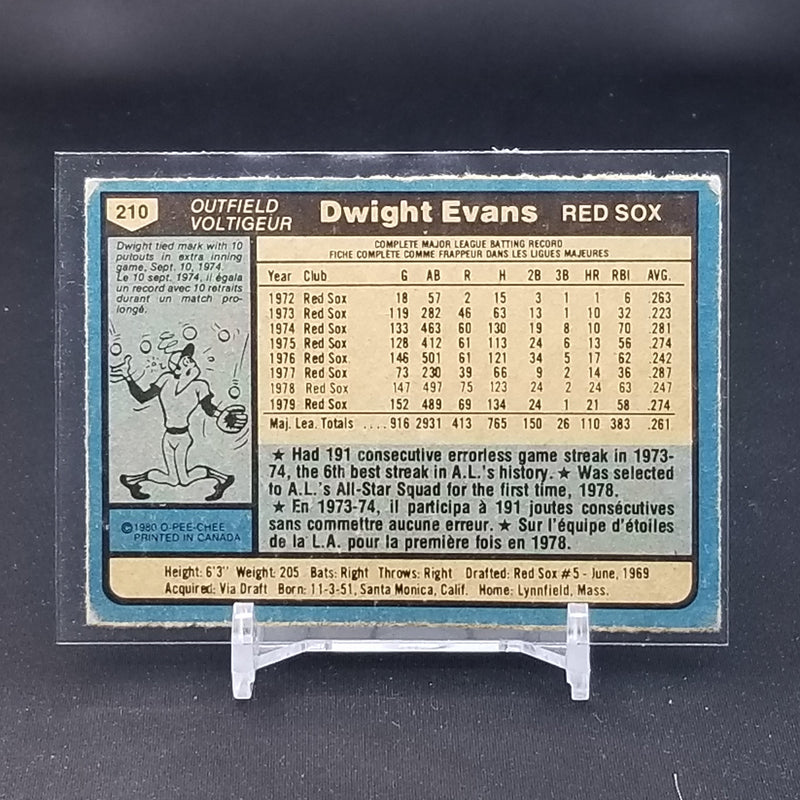 210
OUTFIELD
VOLTIGEUR
Dwight Evans
RED SOX
Dwight tied mark with 10
putouts in extra inning
game, Sept. 10, 1974.
Le 10 sept. 1974, il égala
un record avec 10 retraits
durant un match pro-
longé.
COMPLETE MAJOR LEAGUE BATTING RECORD
FICHE COMPLÈTE COMME FRAPPEUR DANS LES LIGUES MAJEURES
Year Club G AB R H 2B 3B HR RBI AVG.
1972 Red Sox 18 57 2 15 3 1 1 6 .263
1973 Red Sox 119 282 46 63 13 1 10 32 .223
1974 Red Sox 133 463 60 130 19 8 10 70 .281
1975 Red Sox 128 412 61 113 24 6 13 56 .274
1976 Red Sox 146 501 61 121 34 5 17 62 .242
1977 Red Sox 73 230 39 66 9 2 14 36 .287
1978 Red Sox 147 497 75 123 24 2 24 63 .247
1979 Red Sox 152 489 69 134 24 1 21 58 .274
Maj. Lea. Totals ....916 2931 413 765 150 26 110 383 .261
★ Had 191 consecutive errorless game streak in 1973-
74, the 6th best streak in A.L.'s history. ★ Was selected
to A.L.'s All-Star Squad for the first time, 1978.
★ En 1973-74, il participa à 191 joutes consécutives
sans commettre aucune erreur. ★ Sur l'équipe d'étoiles
de la L.A. pour la première fois en 1978.
©1980 O-PEE-CHEE
PRINTED IN CANADA
Height: 6'3" Weight: 205 Bats: Right Throws: Right Drafted: Red Sox #5 - June, 1969
Acquired: Via Draft Born: 11-3-51, Santa Monica, Calif. Home: Lynnfield, Mass.